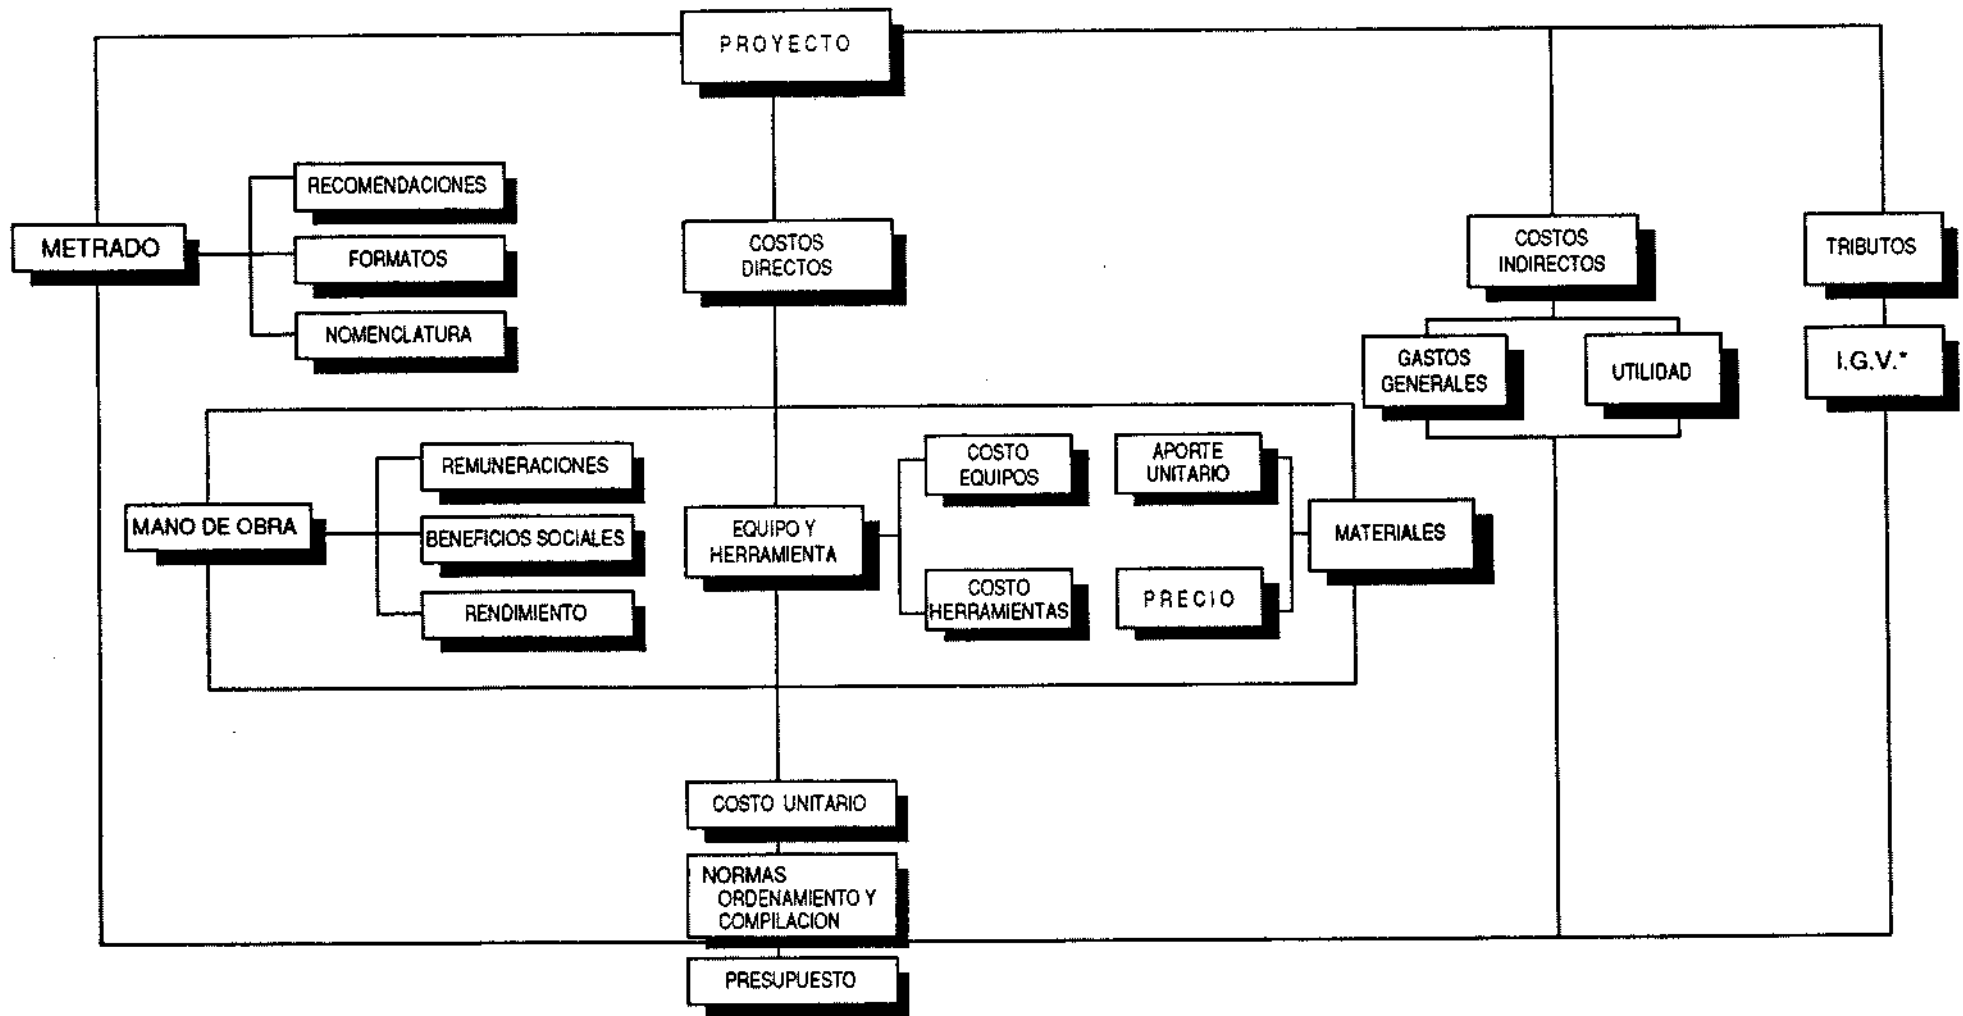 PROYECTO
RECOMENDACIONES
METRADO
FORMATOS
NOMENCLATURA
COSTOS
DIRECTOS
COSTOS
INDIRECTOS
TRIBUTOS
GASTOS
GENERALES
UTILIDAD
I.G.V.*
MANO DE OBRA
REMUNERACIONES
BENEFICIOS SOCIALES
RENDIMIENTO
EQUIPO Y
HERRAMIENTA
COSTO
EQUIPOS
COSTO
HERRAMIENTAS
APORTE
UNITARIO
PRECIO
MATERIALES
COSTO UNITARIO
NORMAS
ORDENAMIENTO Y
COMPILACION
PRESUPUESTO